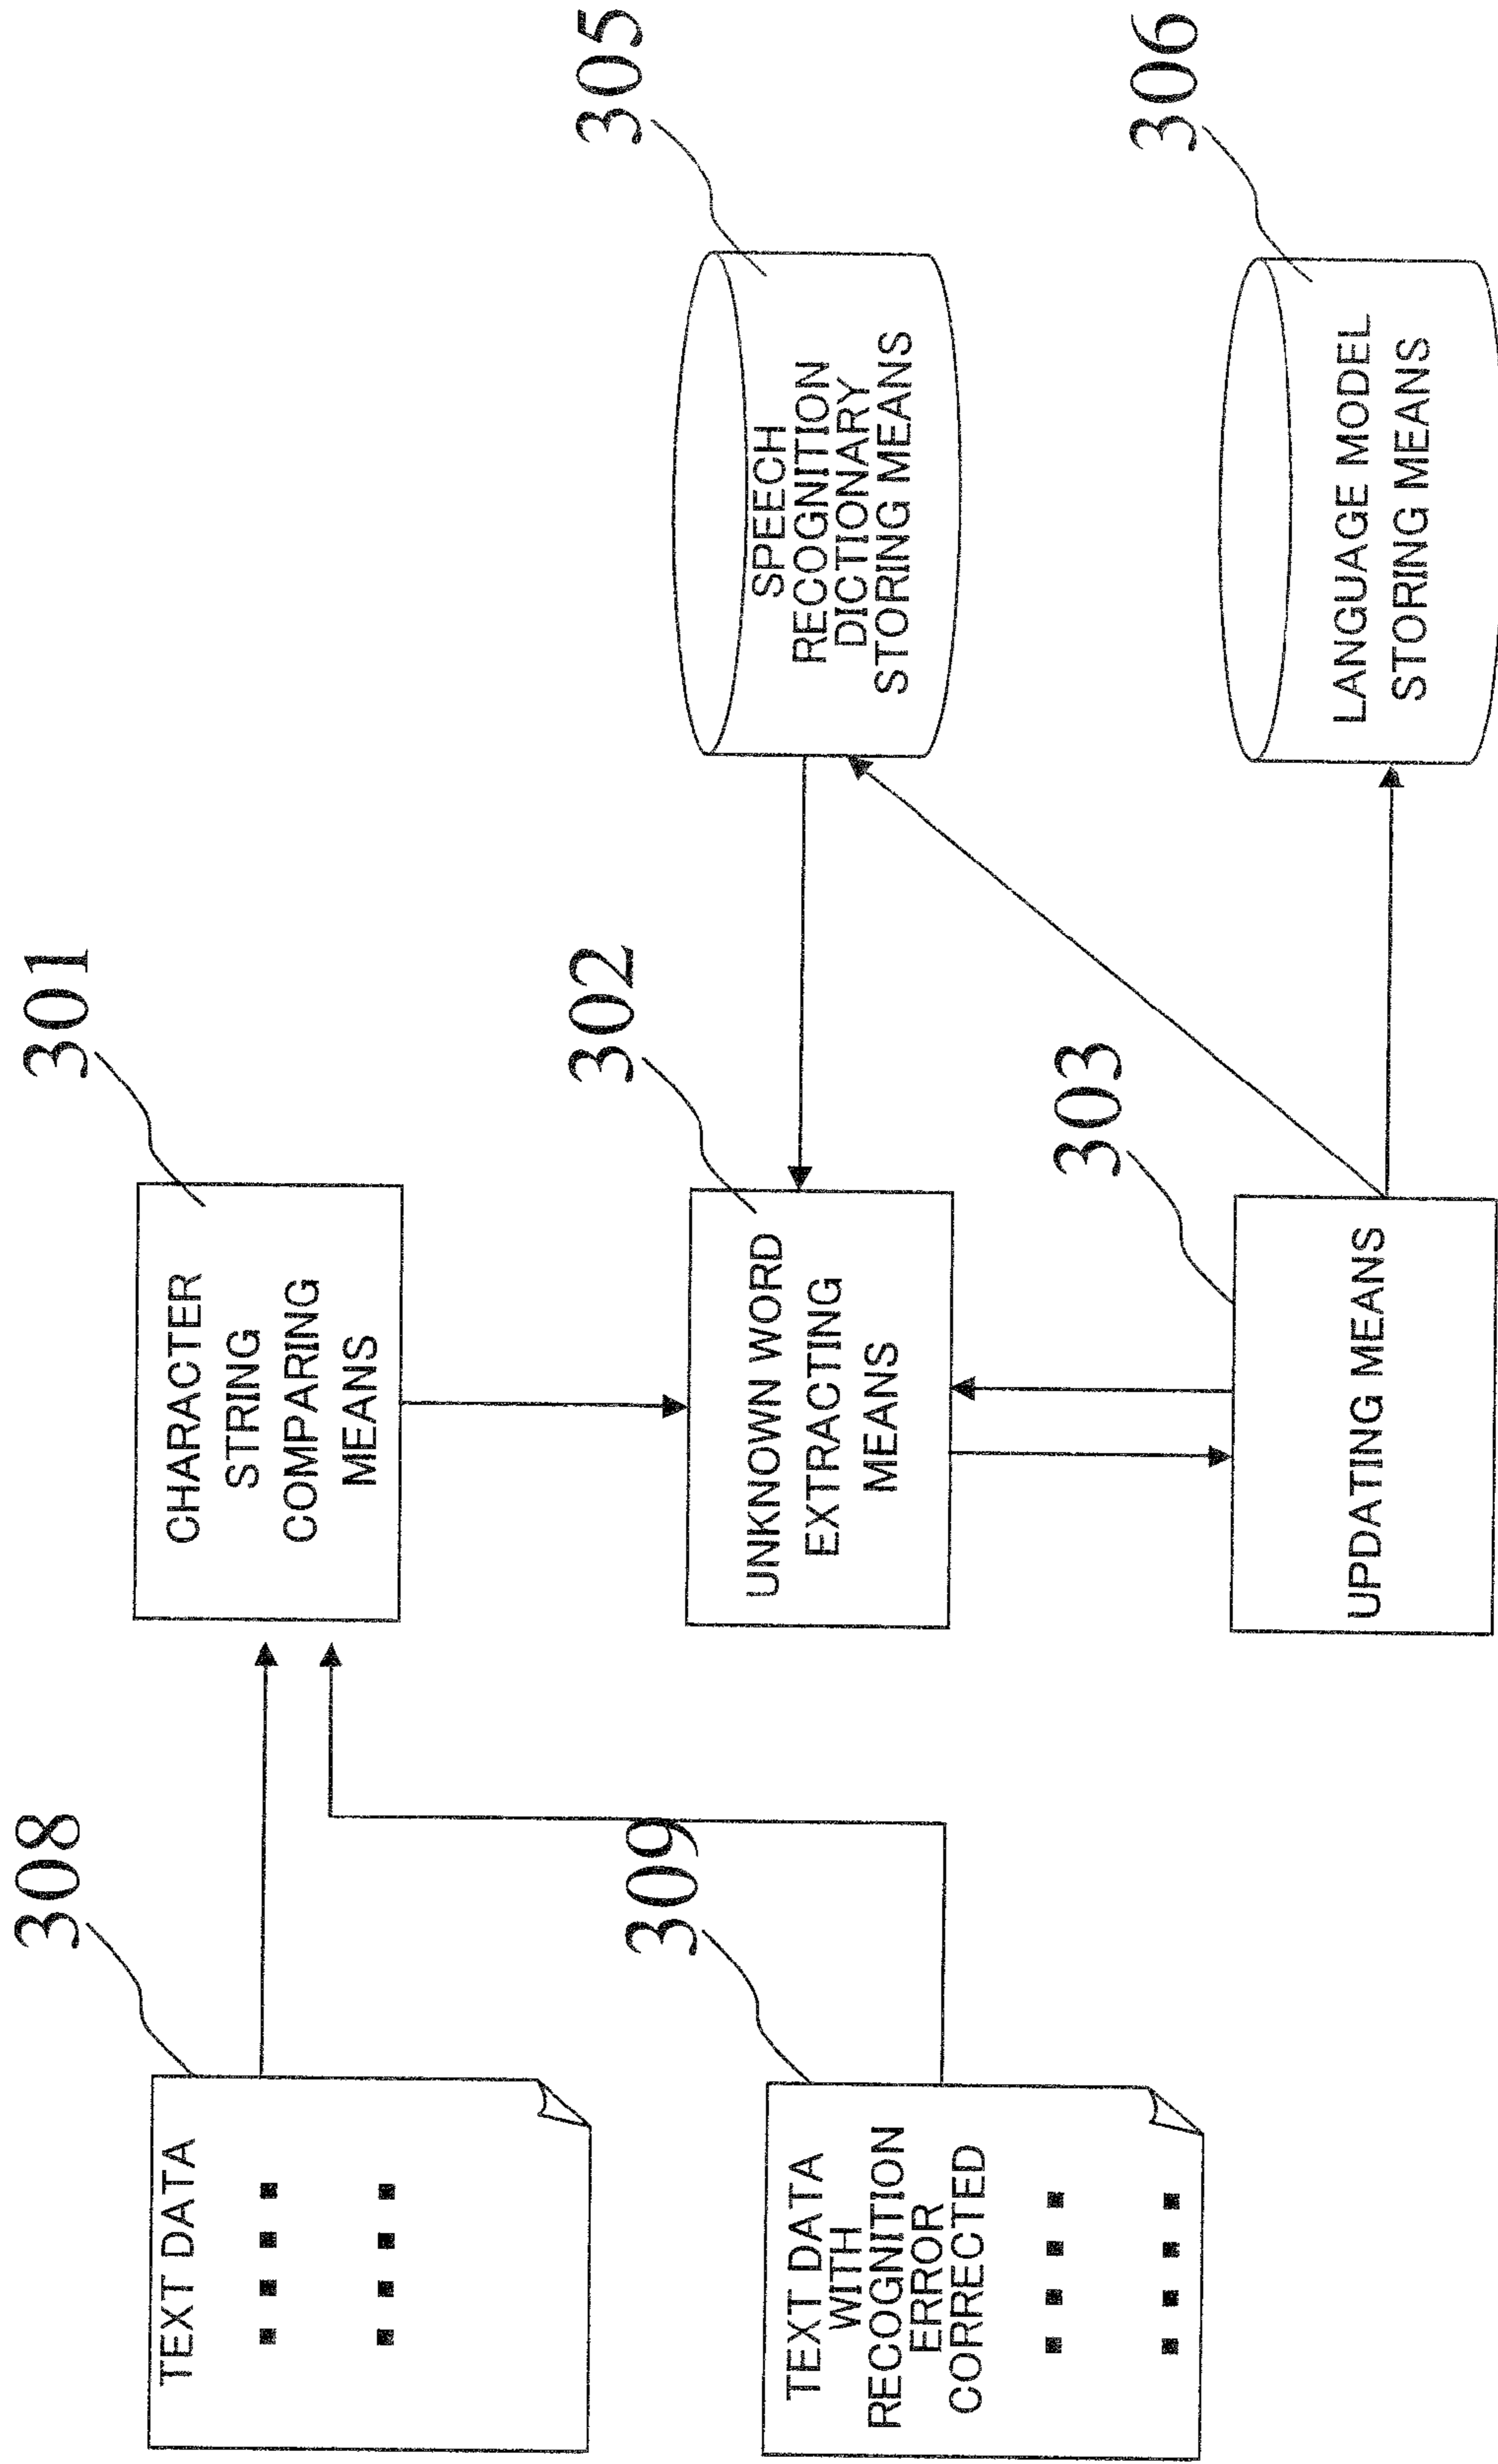 308
TEXT DATA
309
TEXT DATA
WITH
RECOGNITION
ERROR
CORRECTED
301
CHARACTER
STRING
COMPARING
MEANS
302
UNKNOWN WORD
EXTRACTING
MEANS
303
UPDATING MEANS
305
SPEECH
RECOGNITION
DICTIONARY
STORING MEANS
306
LANGUAGE MODEL
STORING MEANS